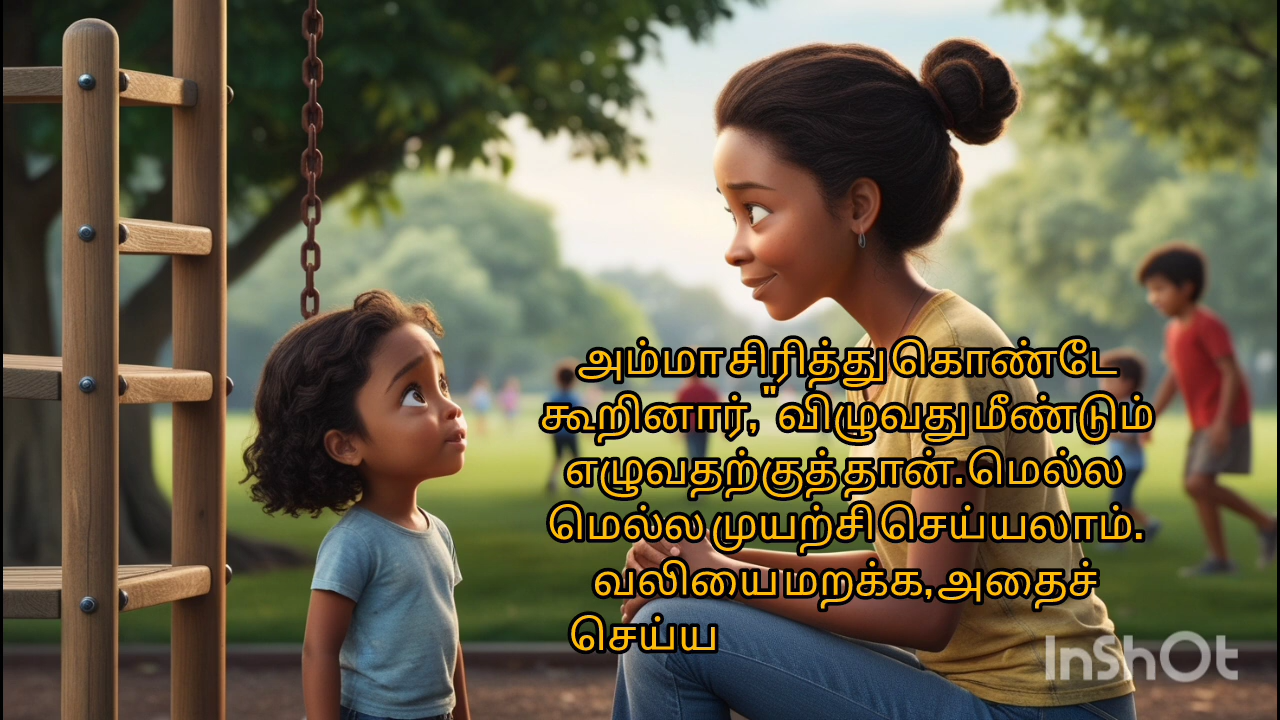 அம்மா சிரித்து கொண்டே
கூறினார், "விழுவது மீண்டும்
எழுவதற்குத் தான். மெல்ல
மெல்ல முயற்சி செய்யலாம்.
வலியை மறக்க, அதைச்
செய்ய
InShOt